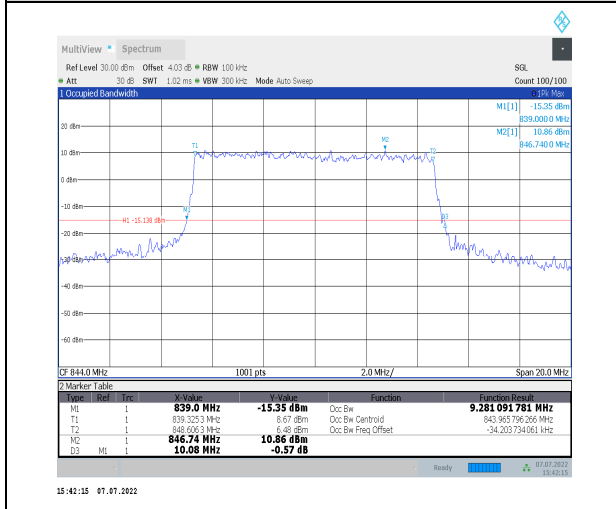 MultiView Spectrum
Ref Level 30.00 dBm Offset 4.03 dB RBW 100 kHz SGL
Att 30 dB SWT 1.02 ms VBW 300 kHz Mode Auto Sweep Count 100/100
1 Occupied Bandwidth 1Pk Max
M1[1] -15.35 dBm
839.000 0 MHz
M2[1] 10.86 dBm
846.740 0 MHz
20 dBm
10 dBm
T1
M2
T2
0 dBm
-10 dBm
M1
H1 -15.138 dBm
D3
-20 dBm
-30 dBm
-40 dBm
-50 dBm
-60 dBm
CF 844.0 MHz 1001 pts 2.0 MHz/ Span 20.0 MHz
2 Marker Table
Type Ref Trc X-Value Y-Value Function Function Result
M1 1 839.0 MHz -15.35 dBm Occ Bw 9.281 091 781 MHz
T1 1 839.3253 MHz 8.67 dBm Occ Bw Centroid 843.965 796 266 MHz
T2 1 848.606 3 MHz 6.48 dBm Occ Bw Freq Offset -34.203 734 061 kHz
M2 1 846.74 MHz 10.86 dBm
D3 M1 1 10.08 MHz -0.57 dB
Ready 07.07.2022
15:42:15
15:42:15 07.07.2022